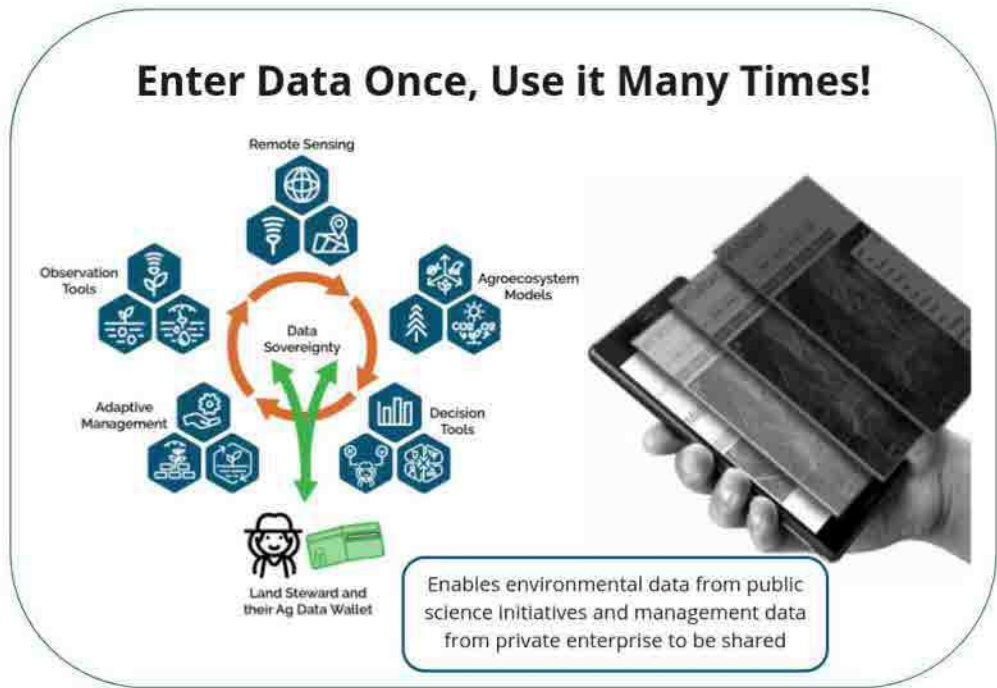 Enter Data Once, Use it Many Times!
Remote Sensing
Observation
Tools
Agroecosystem
Models
Data
Sovereignty
Adaptive
Management
Decision
Tools
Land Steward and
their Ag Data Wallet
Enables environmental data from public
science initiatives and management data
from private enterprise to be shared